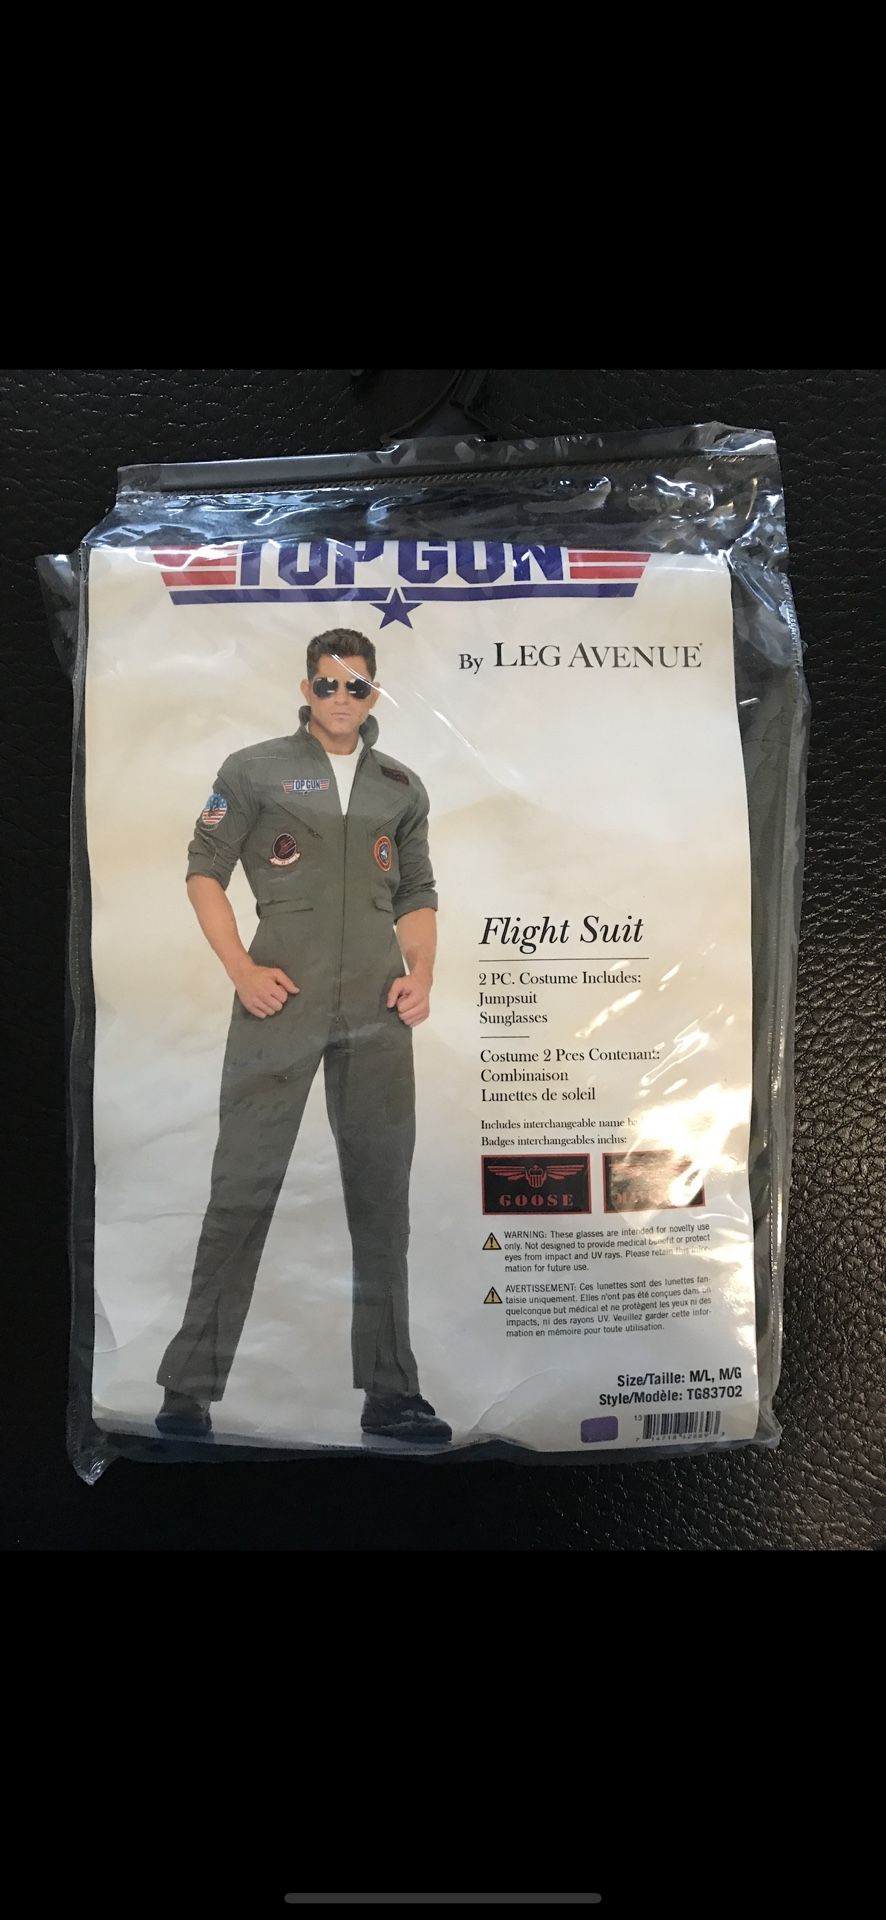 TOP GUN
By LEG AVENUE
TOP GUN
Flight Suit
2 PC. Costume Includes:
Jumpsuit
Sunglasses
Costume 2 Pces Contenant:
Combinaison
Lunettes de soleil
Includes interchangeable name
Badges interchangeables inclus:
GOOSE
WARNING: These glasses are intended for novelty use
only. Not designed to provide medical benefit or protect
eyes from impact and UV rays. Please retain this infor-
mation for future use.
AVERTISSEMENT: Ces lunettes sont des lunettes fan-
taisie uniquement. Elles n'ont pas été conçues dans un
quelconque but médical et ne protègent les yeux ni des
impacts, ni des rayons UV. Veuillez garder cette infor-
mation en mémoire pour toute utilisation.
Size/Taille: M/L, M/G
Style/Modèle: TG83702
13